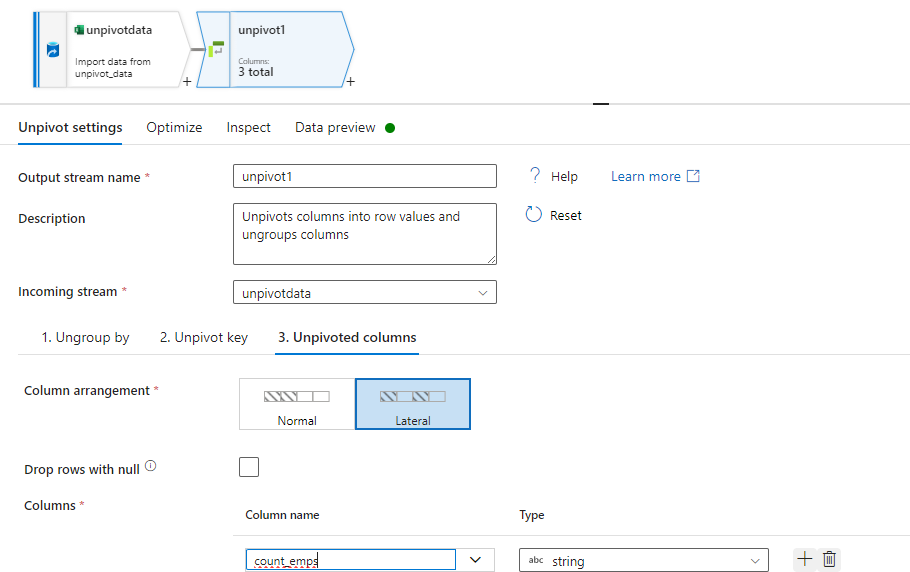 unpivotdata
Import data from
unpivot_data
+
unpivot1
Columns:
3 total
+
Unpivot settings
Optimize
Inspect
Data preview
Output stream name *
unpivot1
Help
Learn more
Description
Unpivots columns into row values and
ungroups columns
Reset
Incoming stream *
unpivotdata
1. Ungroup by
2. Unpivot key
3. Unpivoted columns
Column arrangement *
Normal
Lateral
Drop rows with null
Columns *
Column name
Type
count_emps
abc string